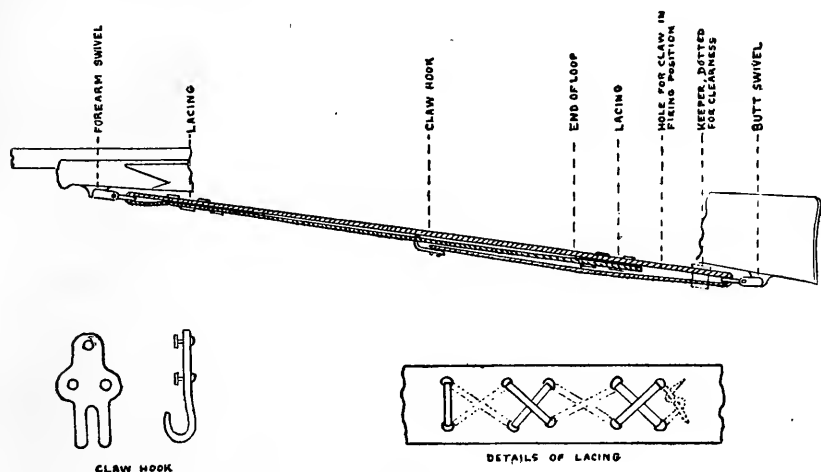 FOREARM SWIVEL
LACING
CLAW HOOK
END OF LOOP
LACING
HOLE FOR CLAW IN
FIRING POSITION
KEEPER, DOTTED
FOR CLEARNESS
BUTT SWIVEL
CLAW HOOK
DETAILS OF LACING